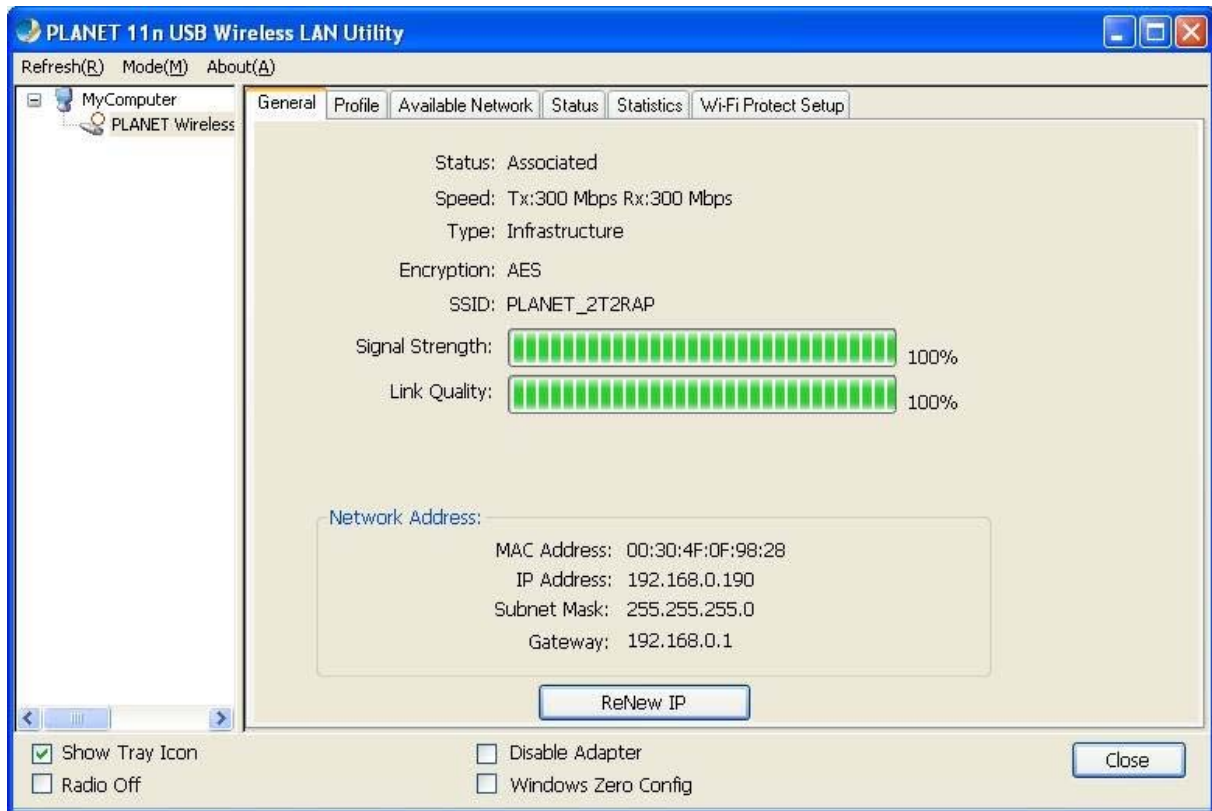 PLANET 11n USB Wireless LAN Utility
Refresh(R) Mode(M) About(A)
MyComputer
PLANET Wireless
General Profile Available Network Status Statistics Wi-Fi Protect Setup
Status: Associated
Speed: Tx:300 Mbps Rx:300 Mbps
Type: Infrastructure
Encryption: AES
SSID: PLANET_2T2RAP
Signal Strength: 100%
Link Quality: 100%
Network Address:
MAC Address: 00:30:4F:0F:98:28
IP Address: 192.168.0.190
Subnet Mask: 255.255.255.0
Gateway: 192.168.0.1
ReNew IP
Show Tray Icon Disable Adapter Close
Radio Off Windows Zero Config